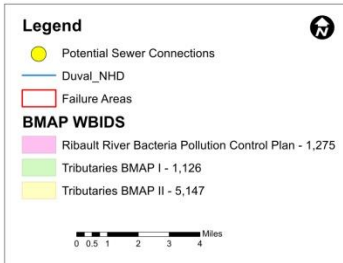 Legend
N
Potential Sewer Connections
Duval_NHD
Failure Areas
BMAP WBIDS
Ribault River Bacteria Pollution Control Plan - 1,275
Tributaries BMAP I - 1,126
Tributaries BMAP II - 5,147
Miles
0 0.5 1 2 3 4